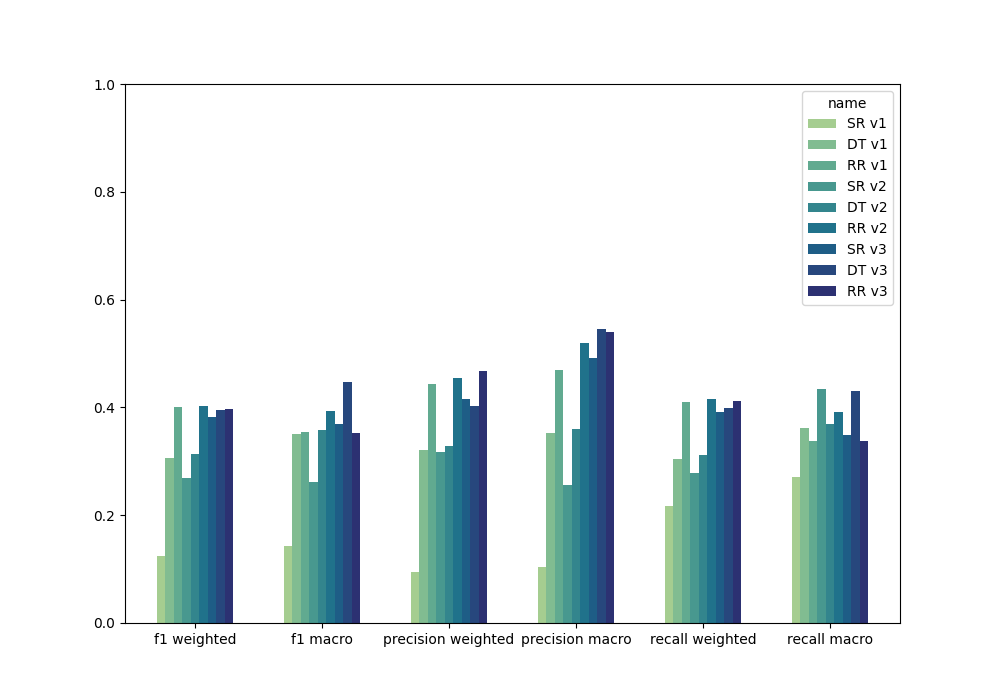 1.0
0.8
0.6
0.4
0.2
0.0
name
SR v1
DT v1
RR v1
SR v2
DT v2
RR v2
SR v3
DT v3
RR v3
f1 weighted f1 macro precision weighted precision macro recall weighted recall macro